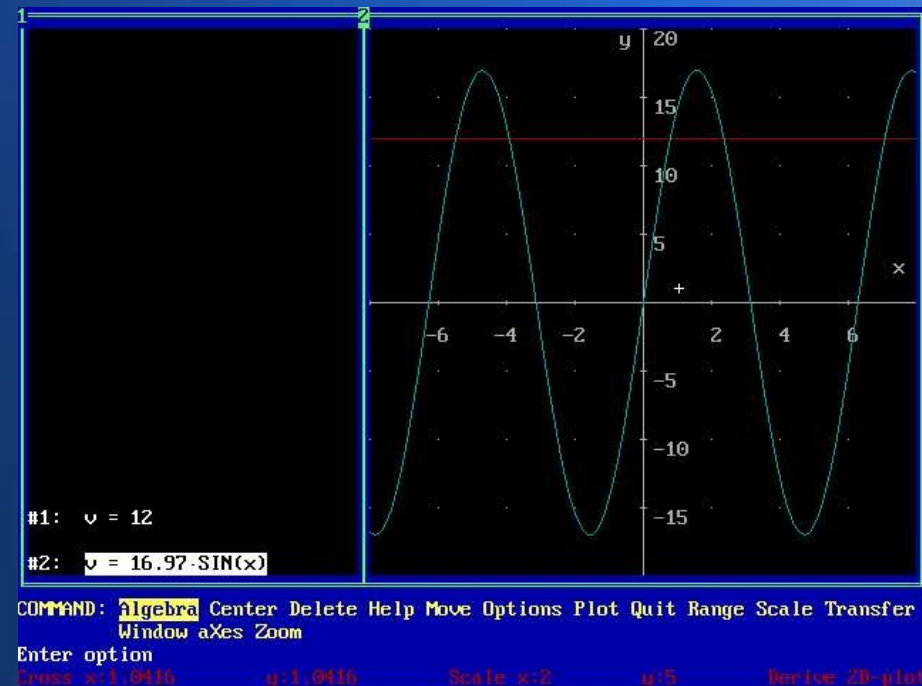 1 2
y 20
15
10
5
x
-6 -4 -2 2 4 6
-5
-10
-15
#1: v = 12
#2: v = 16.97·SIN(x)
COMMAND: Algebra Center Delete Help Move Options Plot Quit Range Scale Transfer
Window aXes Zoom
Enter option
Cross x:1.0416 y:1.0416 Scale x:2 y:5 Derive 2D-plot